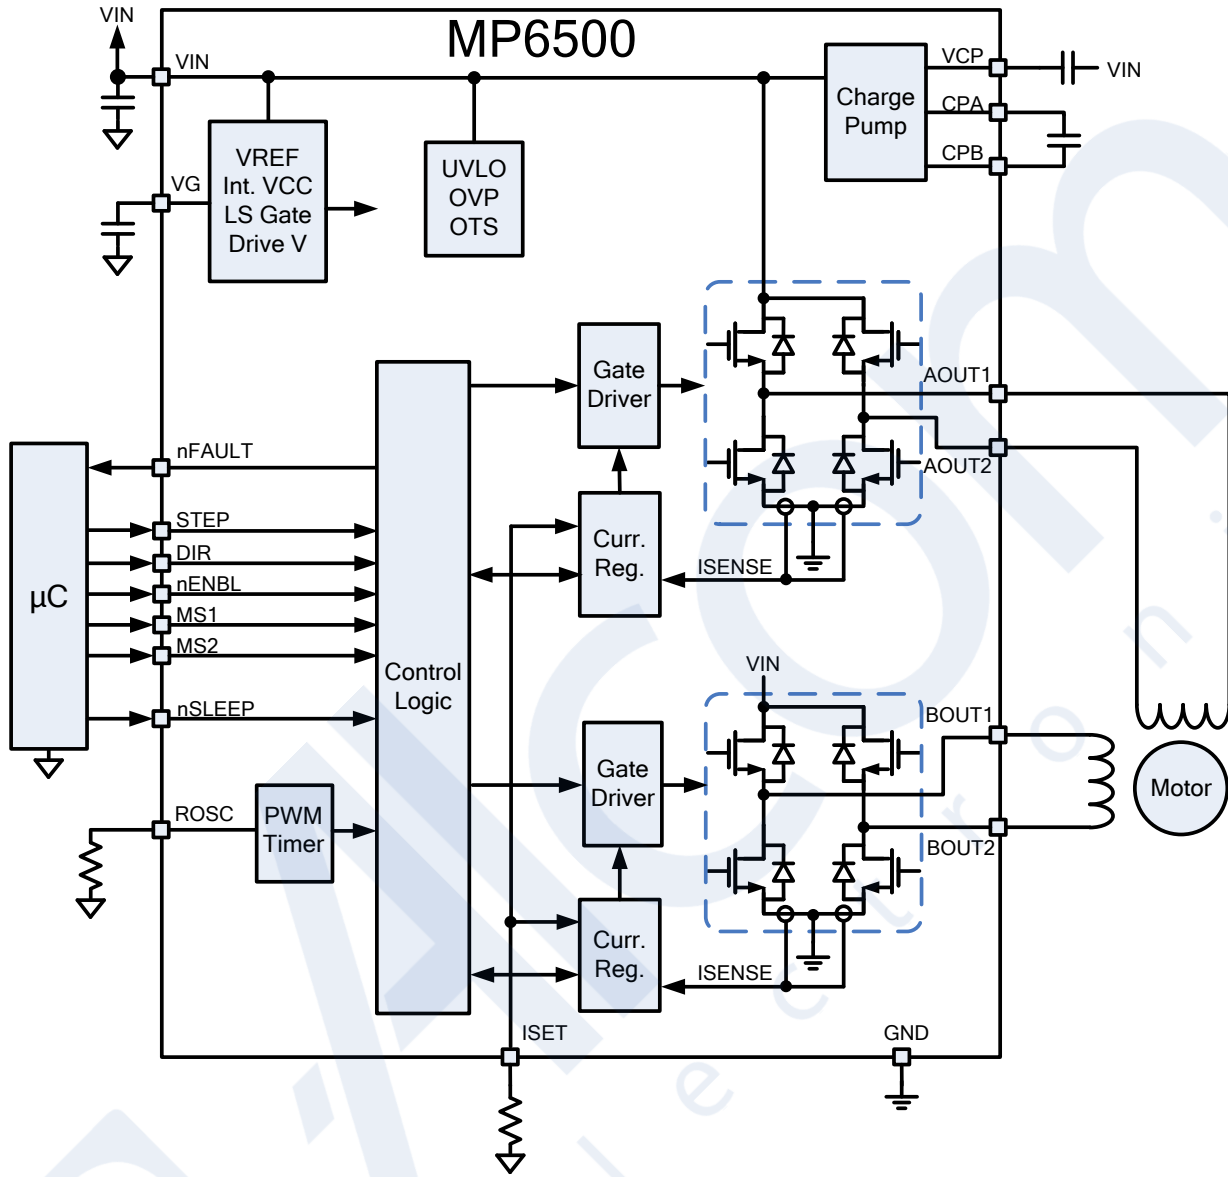 VIN
MP6500
VIN
VCP
VIN
Charge
Pump
CPA
CPB
VREF
Int. VCC
LS Gate
Drive V
UVLO
OVP
OTS
VG
Gate
Driver
AOUT1
AOUT2
nFAULT
STEP
DIR
nENBL
MS1
MS2
nSLEEP
µC
Curr.
Reg.
ISENSE
Control
Logic
VIN
BOUT1
BOUT2
Gate
Driver
Motor
ROSC
PWM
Timer
Curr.
Reg.
ISENSE
ISET
GND